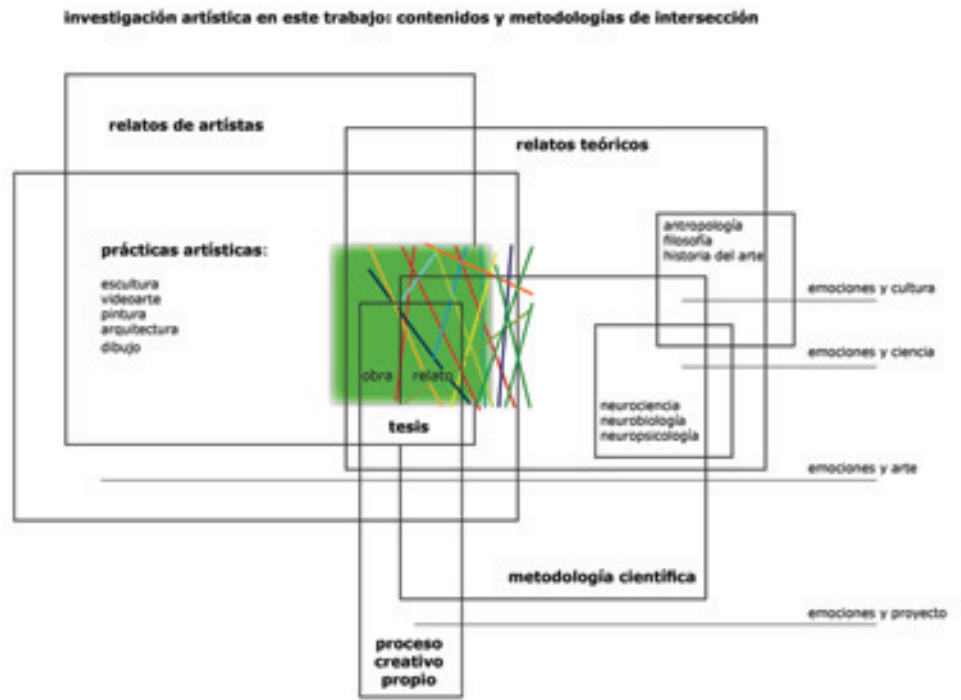 investigación artística en este trabajo: contenidos y metodologías de intersección
relatos de artistas
relatos teóricos
prácticas artísticas:
escultura
videoarte
pintura
arquitectura
dibujo
antropología
filosofía
historia del arte
emociones y cultura
emociones y ciencia
obra relato
tesis
neurociencia
neurobiología
neuropsicología
emociones y arte
metodología científica
emociones y proyecto
proceso
creativo
propio